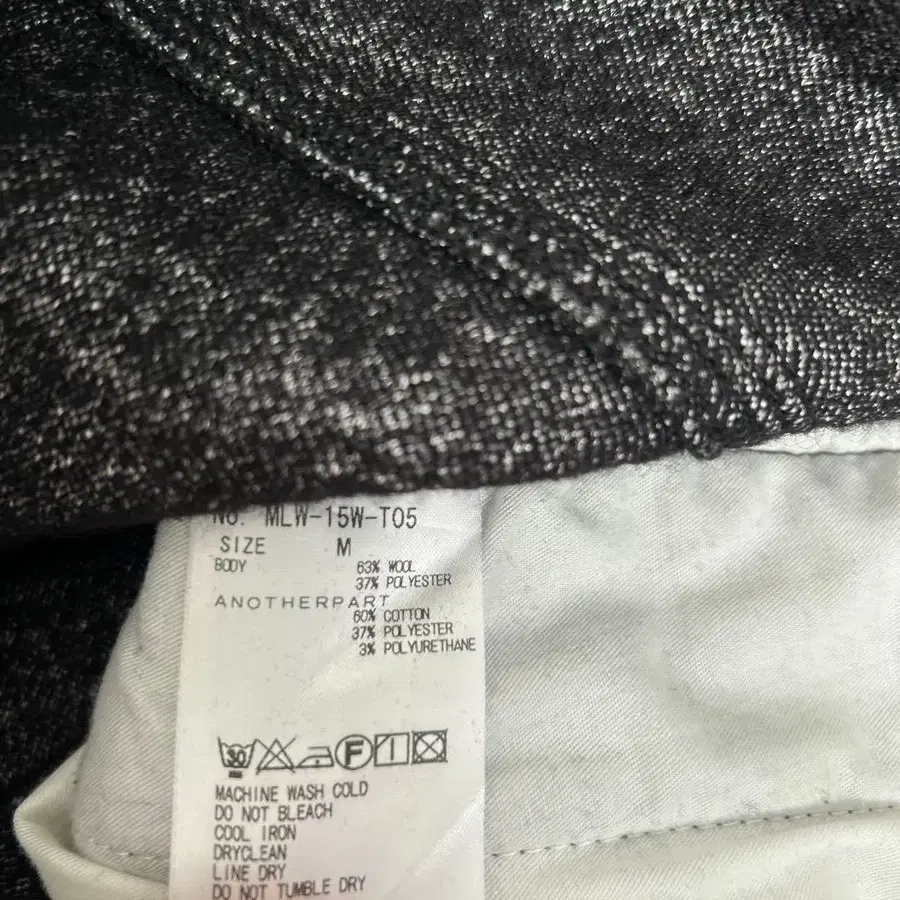 NO. MLW-15W-T05
SIZE M
BODY 63% WOOL
37% POLYESTER
ANOTHERPART
60% COTTON
37% POLYESTER
3% POLYURETHANE
30 F
MACHINE WASH COLD
DO NOT BLEACH
COOL IRON
DRYCLEAN
LINE DRY
DO NOT TUMBLE DRY